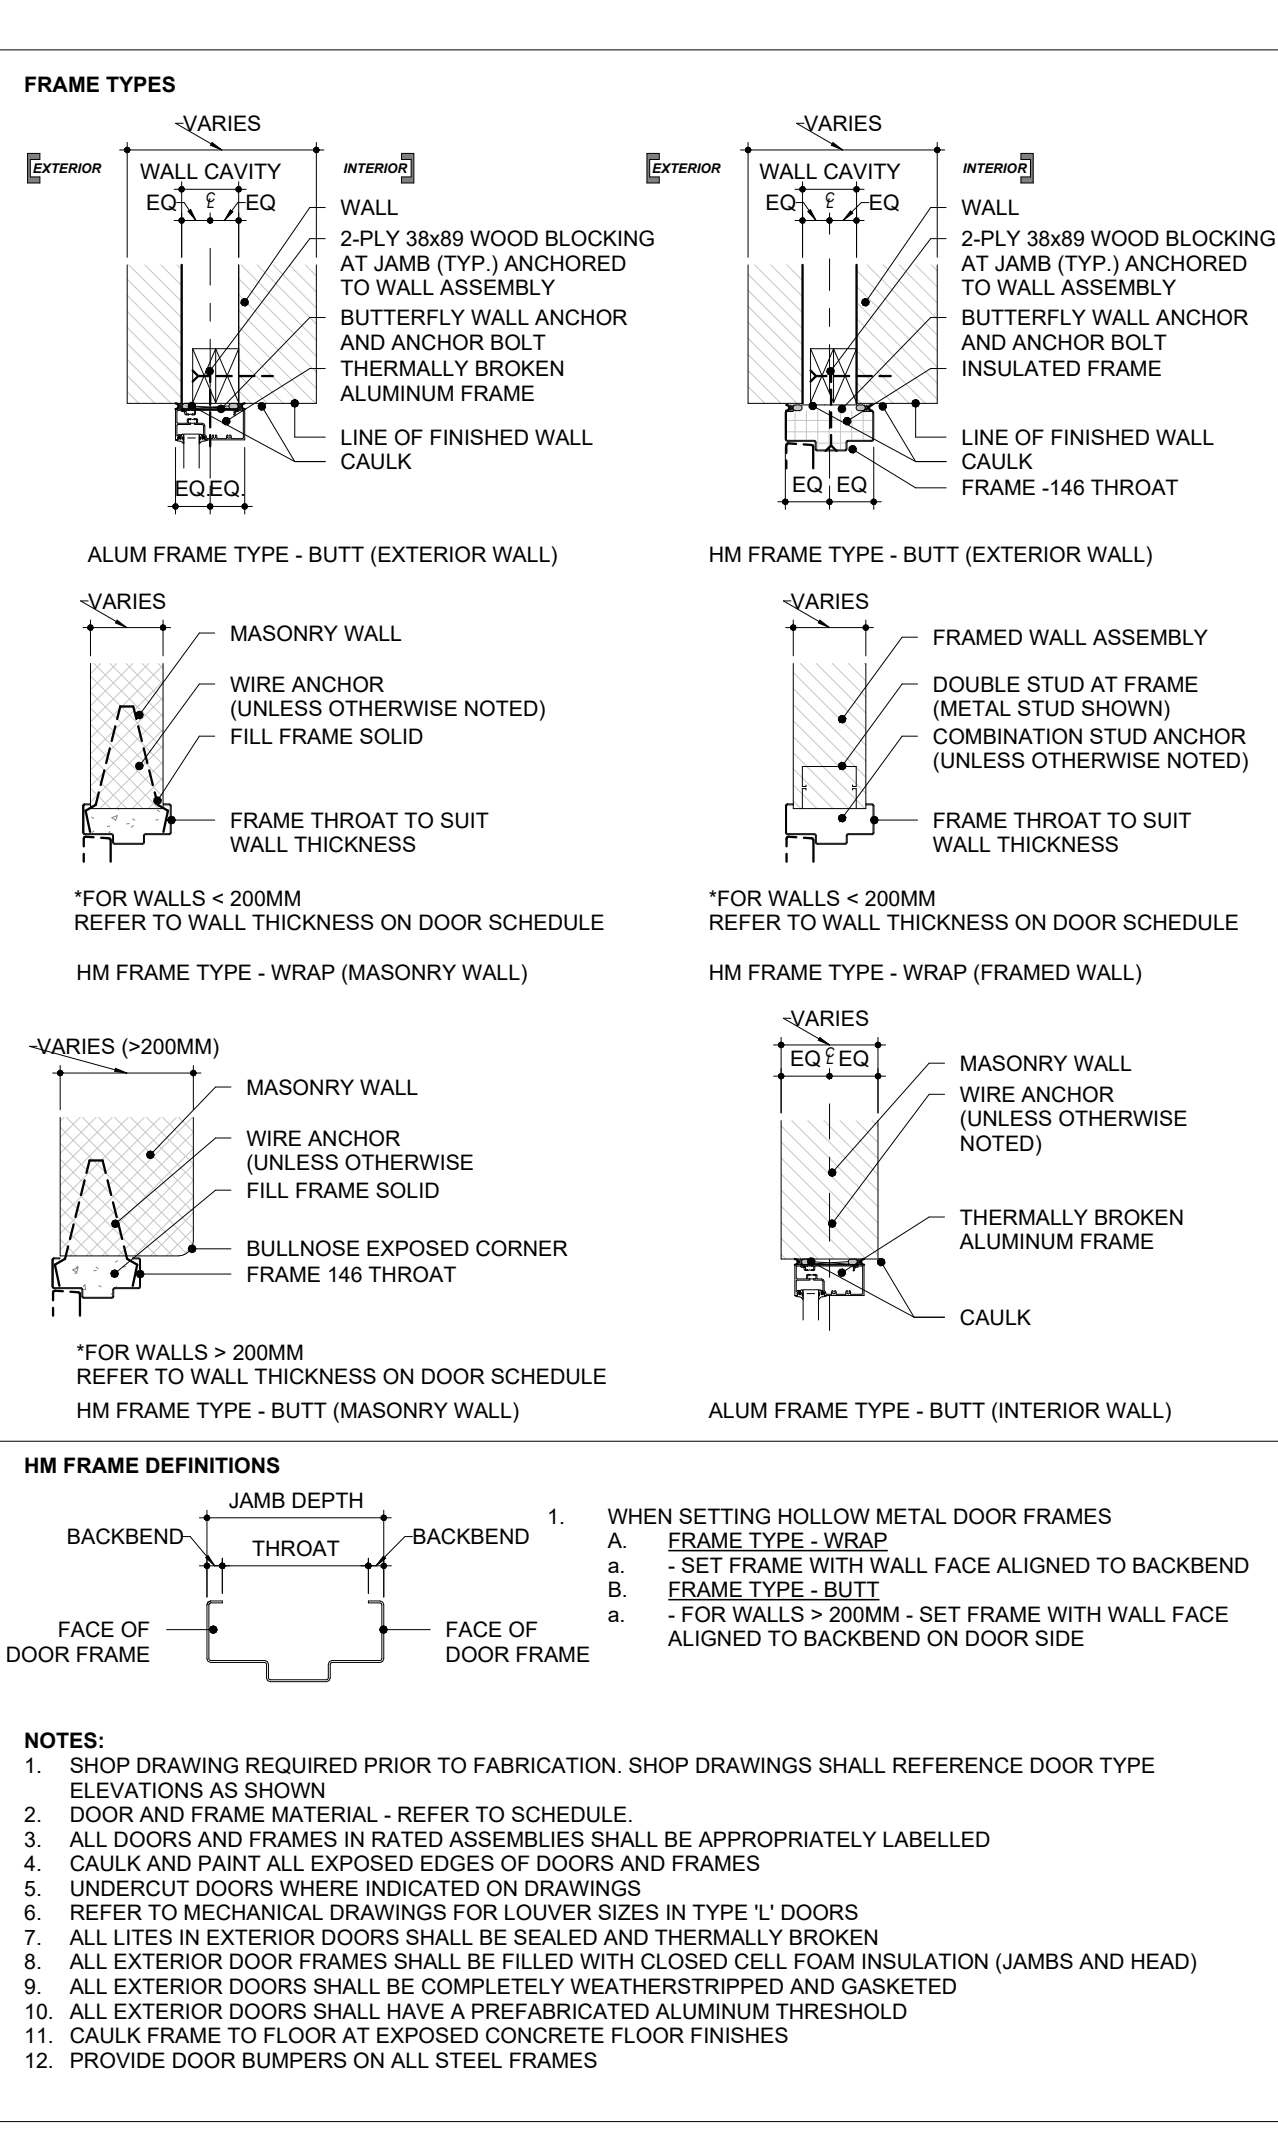 FRAME TYPES
VARIES
EXTERIOR
WALL CAVITY
INTERIOR
EQ ℄ EQ
WALL
2-PLY 38x89 WOOD BLOCKING
AT JAMB (TYP.) ANCHORED
TO WALL ASSEMBLY
BUTTERFLY WALL ANCHOR
AND ANCHOR BOLT
THERMALLY BROKEN
ALUMINUM FRAME
LINE OF FINISHED WALL
CAULK
EQ. EQ.
ALUM FRAME TYPE - BUTT (EXTERIOR WALL)
VARIES
EXTERIOR
WALL CAVITY
INTERIOR
EQ ℄ EQ
WALL
2-PLY 38x89 WOOD BLOCKING
AT JAMB (TYP.) ANCHORED
TO WALL ASSEMBLY
BUTTERFLY WALL ANCHOR
AND ANCHOR BOLT
INSULATED FRAME
LINE OF FINISHED WALL
CAULK
FRAME -146 THROAT
EQ EQ
HM FRAME TYPE - BUTT (EXTERIOR WALL)
VARIES
MASONRY WALL
WIRE ANCHOR
(UNLESS OTHERWISE NOTED)
FILL FRAME SOLID
FRAME THROAT TO SUIT
WALL THICKNESS
*FOR WALLS < 200MM
REFER TO WALL THICKNESS ON DOOR SCHEDULE
HM FRAME TYPE - WRAP (MASONRY WALL)
VARIES
FRAMED WALL ASSEMBLY
DOUBLE STUD AT FRAME
(METAL STUD SHOWN)
COMBINATION STUD ANCHOR
(UNLESS OTHERWISE NOTED)
FRAME THROAT TO SUIT
WALL THICKNESS
*FOR WALLS < 200MM
REFER TO WALL THICKNESS ON DOOR SCHEDULE
HM FRAME TYPE - WRAP (FRAMED WALL)
VARIES (>200MM)
MASONRY WALL
WIRE ANCHOR
(UNLESS OTHERWISE
FILL FRAME SOLID
BULLNOSE EXPOSED CORNER
FRAME 146 THROAT
*FOR WALLS > 200MM
REFER TO WALL THICKNESS ON DOOR SCHEDULE
HM FRAME TYPE - BUTT (MASONRY WALL)
VARIES
EQ ℄ EQ
MASONRY WALL
WIRE ANCHOR
(UNLESS OTHERWISE
NOTED)
THERMALLY BROKEN
ALUMINUM FRAME
CAULK
ALUM FRAME TYPE - BUTT (INTERIOR WALL)
HM FRAME DEFINITIONS
JAMB DEPTH
BACKBEND
THROAT
BACKBEND
FACE OF
DOOR FRAME
FACE OF
DOOR FRAME
1. WHEN SETTING HOLLOW METAL DOOR FRAMES
A. FRAME TYPE - WRAP
a. - SET FRAME WITH WALL FACE ALIGNED TO BACKBEND
B. FRAME TYPE - BUTT
a. - FOR WALLS > 200MM - SET FRAME WITH WALL FACE
ALIGNED TO BACKBEND ON DOOR SIDE
NOTES:
1. SHOP DRAWING REQUIRED PRIOR TO FABRICATION. SHOP DRAWINGS SHALL REFERENCE DOOR TYPE
ELEVATIONS AS SHOWN
2. DOOR AND FRAME MATERIAL - REFER TO SCHEDULE.
3. ALL DOORS AND FRAMES IN RATED ASSEMBLIES SHALL BE APPROPRIATELY LABELLED
4. CAULK AND PAINT ALL EXPOSED EDGES OF DOORS AND FRAMES
5. UNDERCUT DOORS WHERE INDICATED ON DRAWINGS
6. REFER TO MECHANICAL DRAWINGS FOR LOUVER SIZES IN TYPE 'L' DOORS
7. ALL LITES IN EXTERIOR DOORS SHALL BE SEALED AND THERMALLY BROKEN
8. ALL EXTERIOR DOOR FRAMES SHALL BE FILLED WITH CLOSED CELL FOAM INSULATION (JAMBS AND HEAD)
9. ALL EXTERIOR DOORS SHALL BE COMPLETELY WEATHERSTRIPPED AND GASKETED
10. ALL EXTERIOR DOORS SHALL HAVE A PREFABRICATED ALUMINUM THRESHOLD
11. CAULK FRAME TO FLOOR AT EXPOSED CONCRETE FLOOR FINISHES
12. PROVIDE DOOR BUMPERS ON ALL STEEL FRAMES